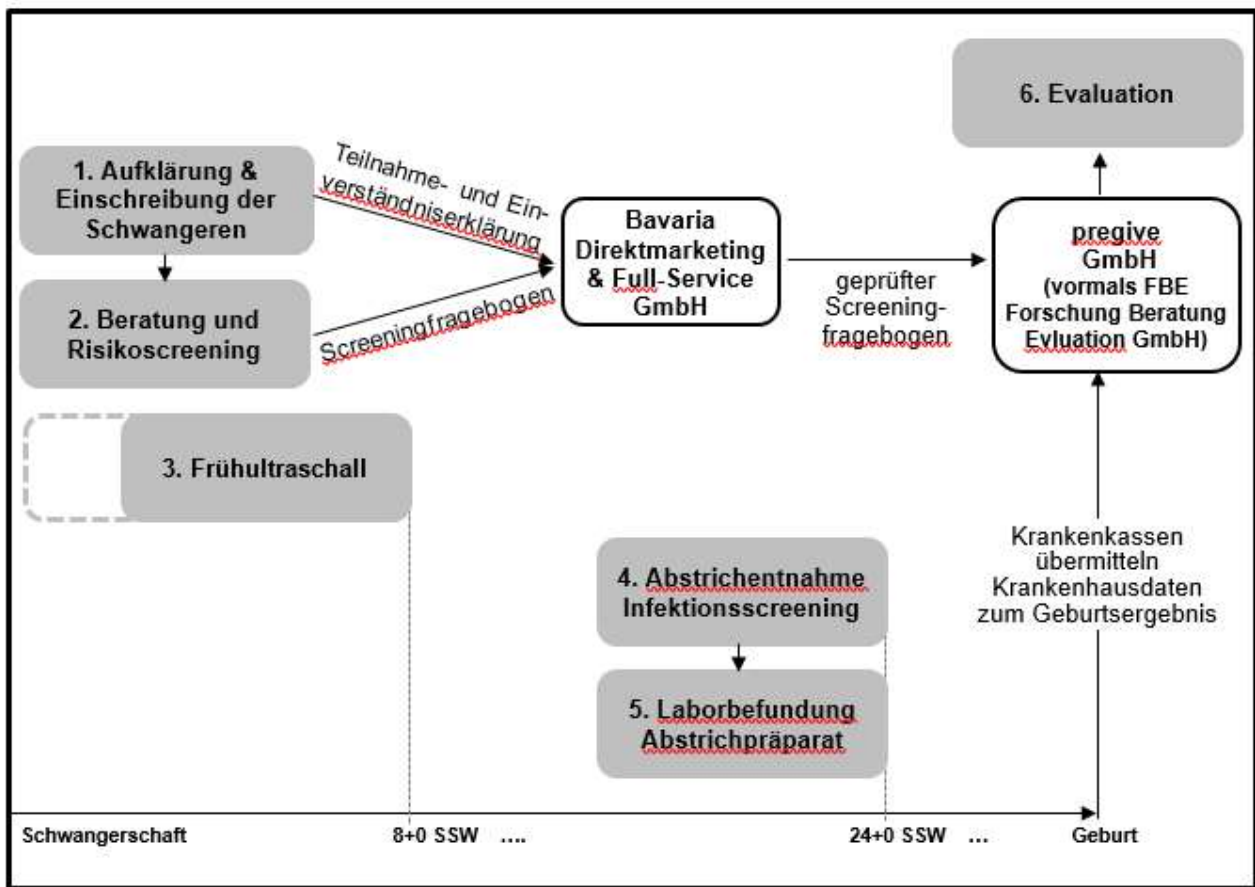 6. Evaluation
1. Aufklärung &
Einschreibung der
Schwangeren
Teilnahme- und Ein-
verständniserklärung
2. Beratung und
Risikoscreening
Screeningfragebogen
Bavaria
Direktmarketing
& Full-Service
GmbH
geprüfter
Screening-
fragebogen
pregive
GmbH
(vormals FBE
Forschung Beratung
Evluation GmbH)
3. Frühultraschall
4. Abstrichentnahme
Infektionsscreening
5. Laborbefundung
Abstrichpräparat
Krankenkassen
übermitteln
Krankenhausdaten
zum Geburtsergebnis
Schwangerschaft 8+0 SSW .... 24+0 SSW ... Geburt